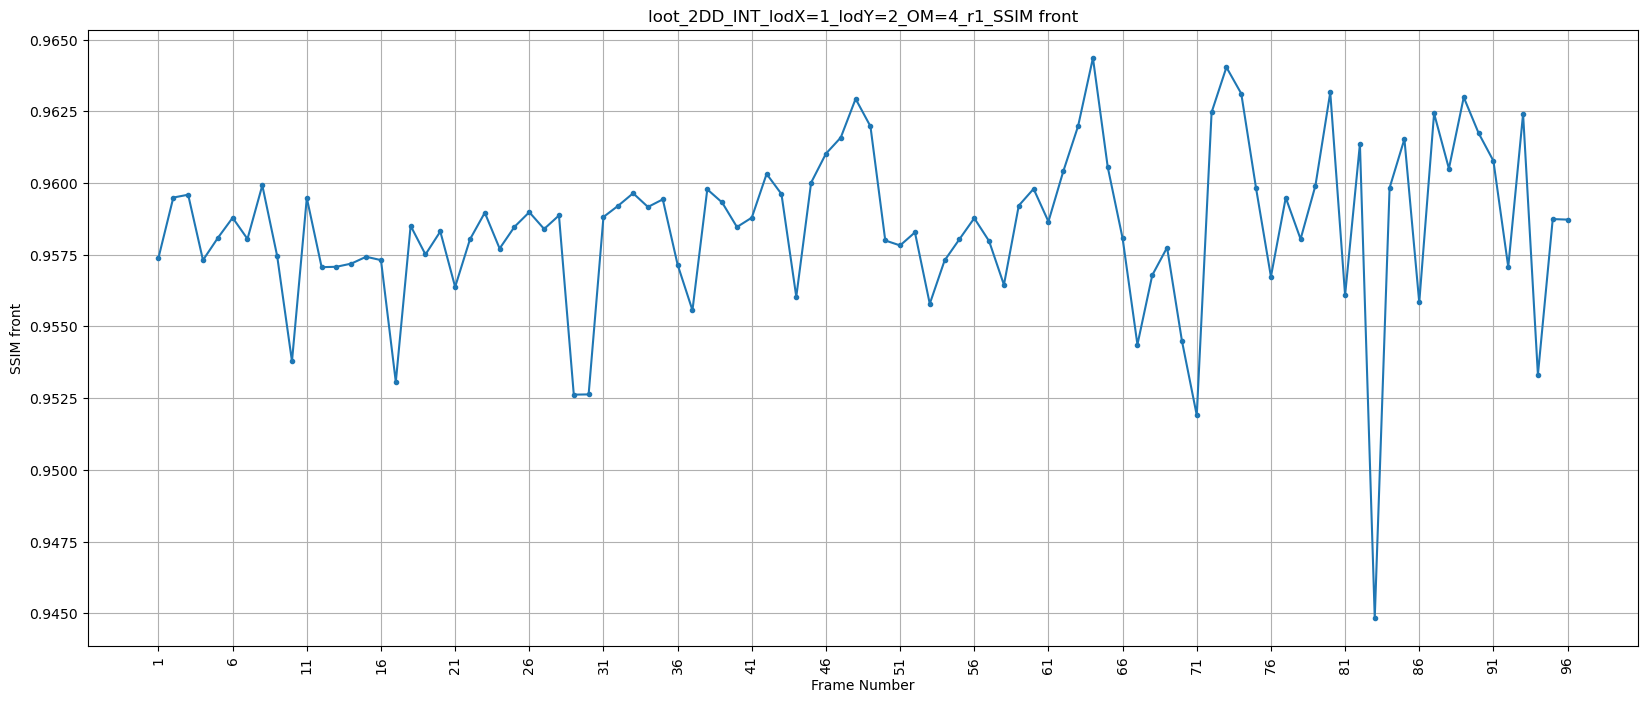 loot_2DD_INT_lodX=1_lodY=2_OM=4_r1_SSIM front
0.9650
0.9625
0.9600
0.9575
0.9550
0.9525
0.9500
0.9475
0.9450
SSIM front
1 6 11 16 21 26 31 36 41 46 51 56 61 66 71 76 81 86 91 96
Frame Number